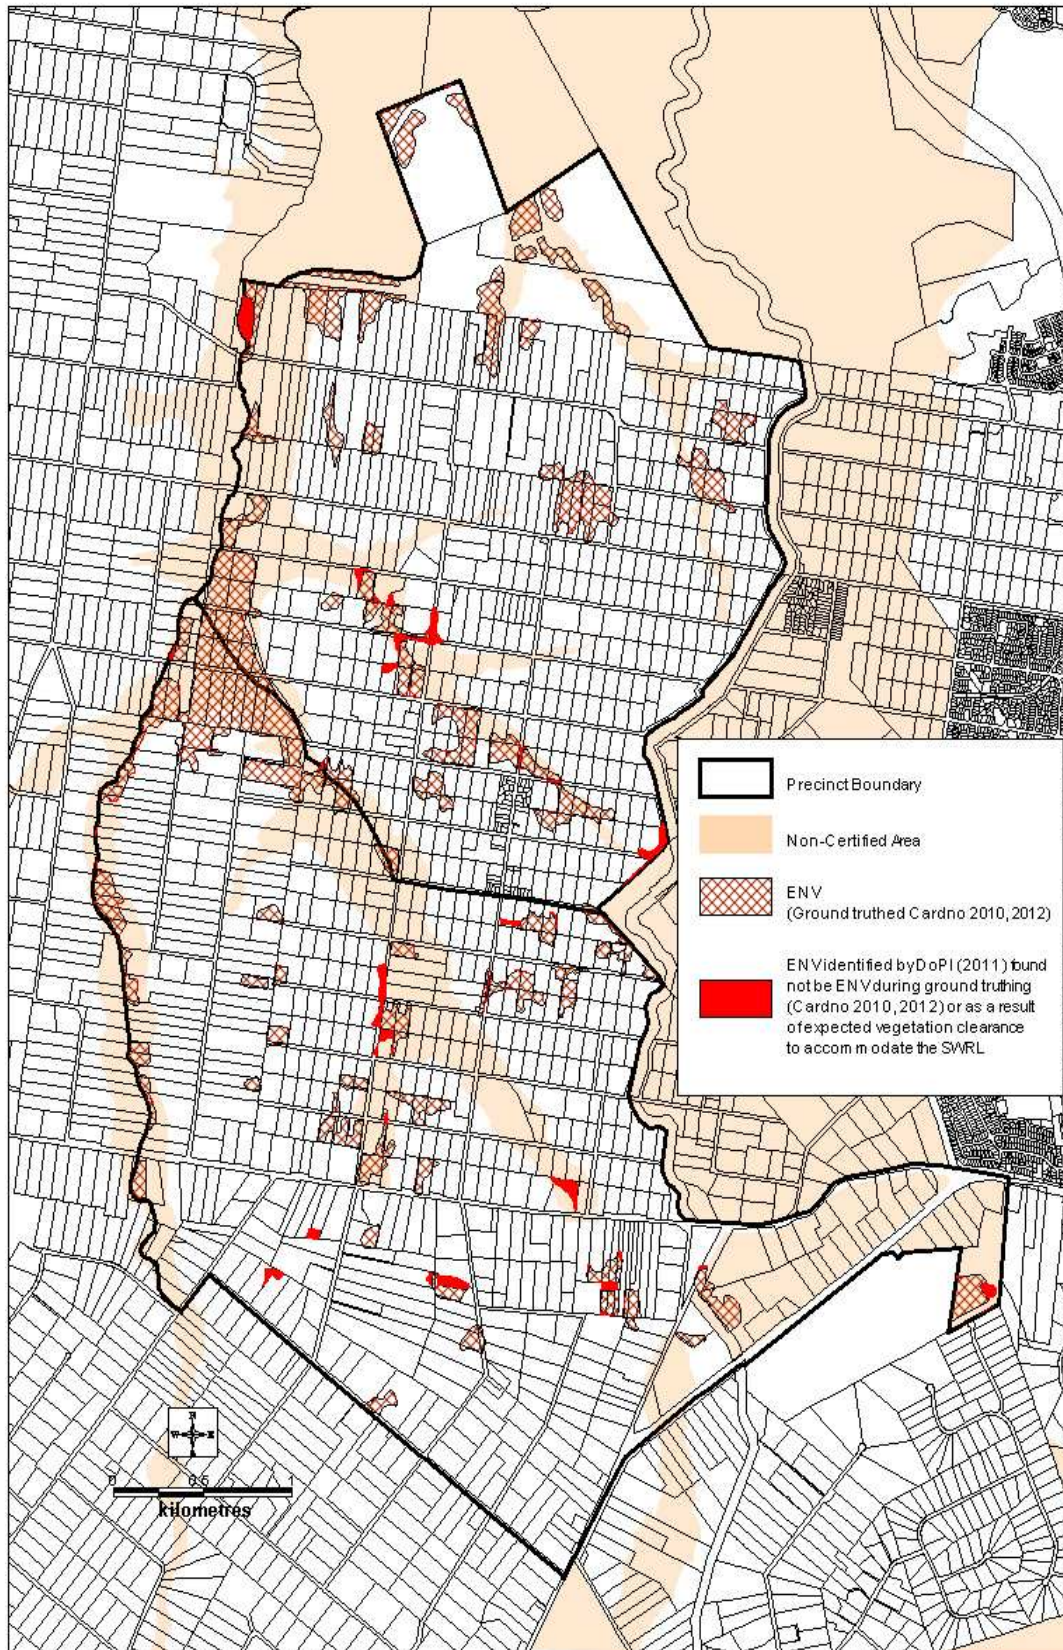 Precinct Boundary
Non-Certified Area
ENV
(Ground truthed Cardno 2010, 2012)
ENV identified by DoPI (2011) found
not be ENV during ground truthing
(Cardno 2010, 2012) or as a result
of expected vegetation clearance
to accommodate the SWRL
N
W E
S
0 0.5 1
kilometres